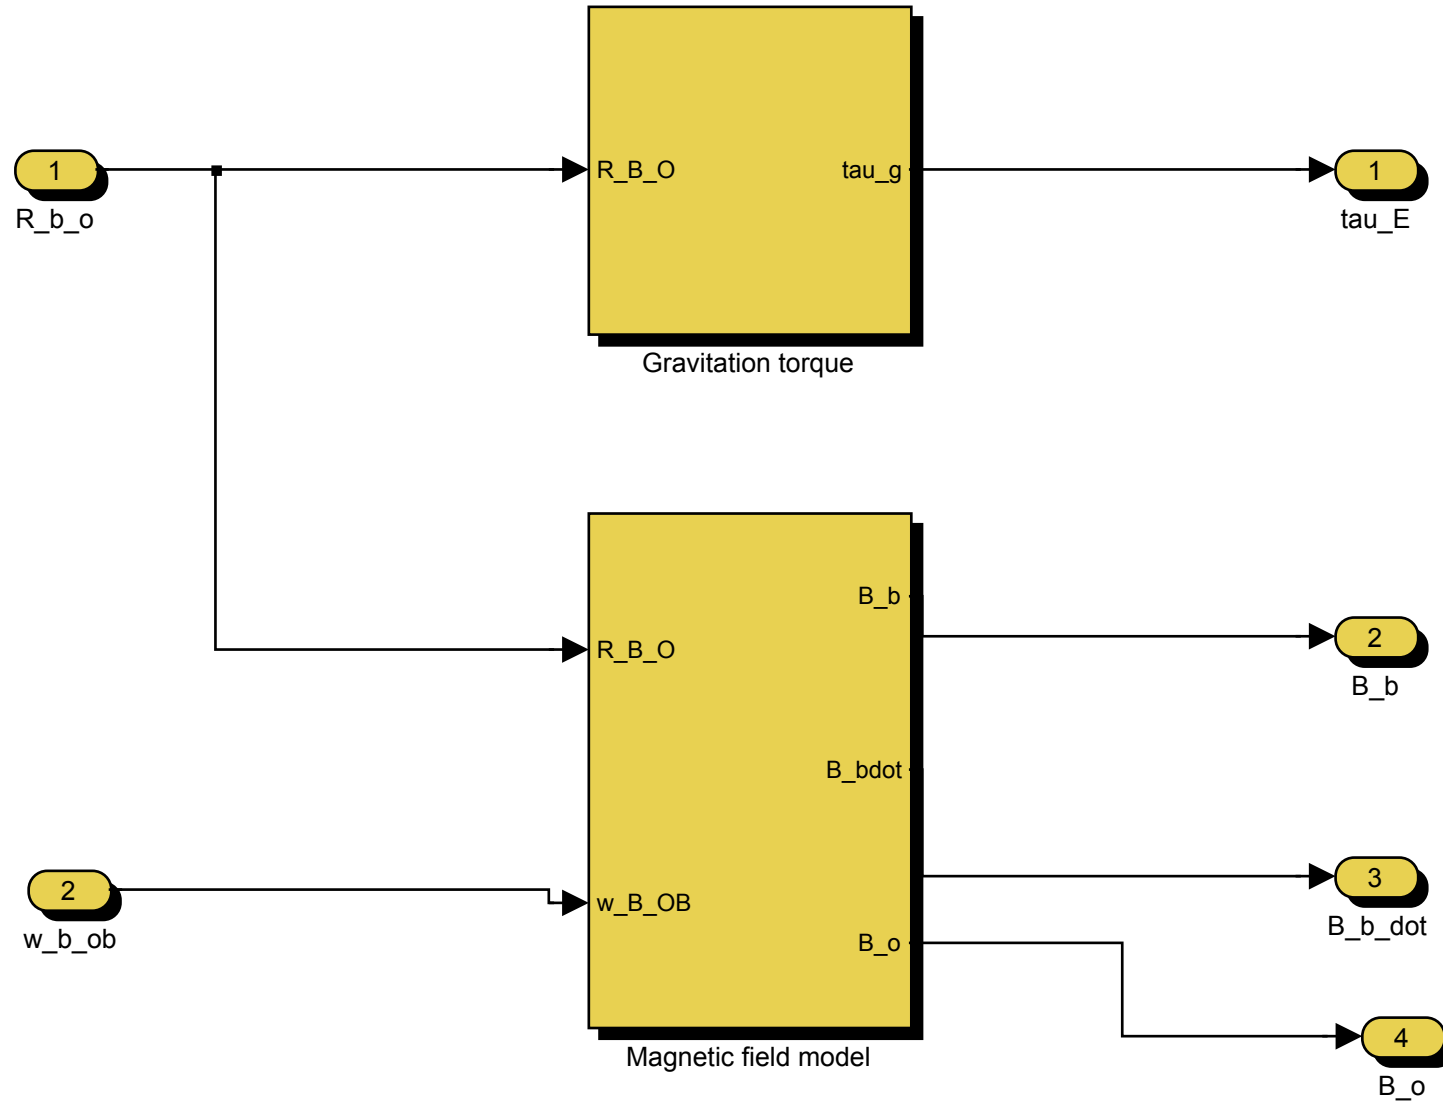 1
R_b_o
R_B_O
tau_g
Gravitation torque
1
tau_E
R_B_O
w_B_OB
B_b
B_bdot
B_o
Magnetic field model
2
w_b_ob
2
B_b
3
B_b_dot
4
B_o